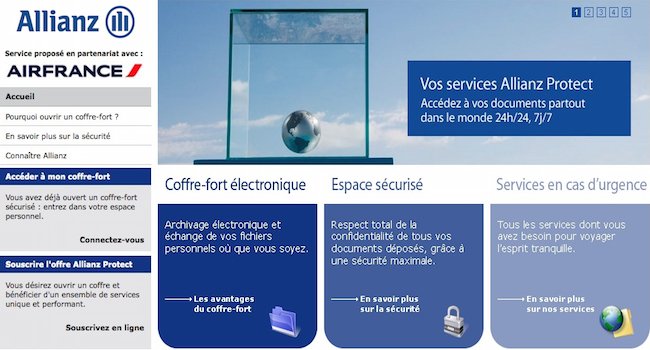 Allianz
Service proposé en partenariat avec :
AIRFRANCE
Accueil
Pourquoi ouvrir un coffre-fort ?
En savoir plus sur la sécurité
Connaître Allianz
Accéder à mon coffre-fort
Vous avez déjà ouvert un coffre-fort
sécurisé : entrez dans votre espace
personnel.
Connectez-vous
Souscrire l'offre Allianz Protect
Vous désirez ouvrir un coffre et
bénéficier d'un ensemble de services
unique et performant.
Souscrivez en ligne
1 2 3 4 5
Vos services Allianz Protect
Accédez à vos documents partout
dans le monde 24h/24, 7j/7
Coffre-fort électronique
Archivage électronique et
échange de vos fichiers
personnels où que vous soyez.
Les avantages
du coffre-fort
Espace sécurisé
Respect total de la
confidentialité de tous vos
documents déposés, grâce à
une sécurité maximale.
En savoir plus
sur la sécurité
Services en cas d'urgence
Tous les services dont vous
avez besoin pour voyager
l'esprit tranquille.
En savoir plus
sur nos services